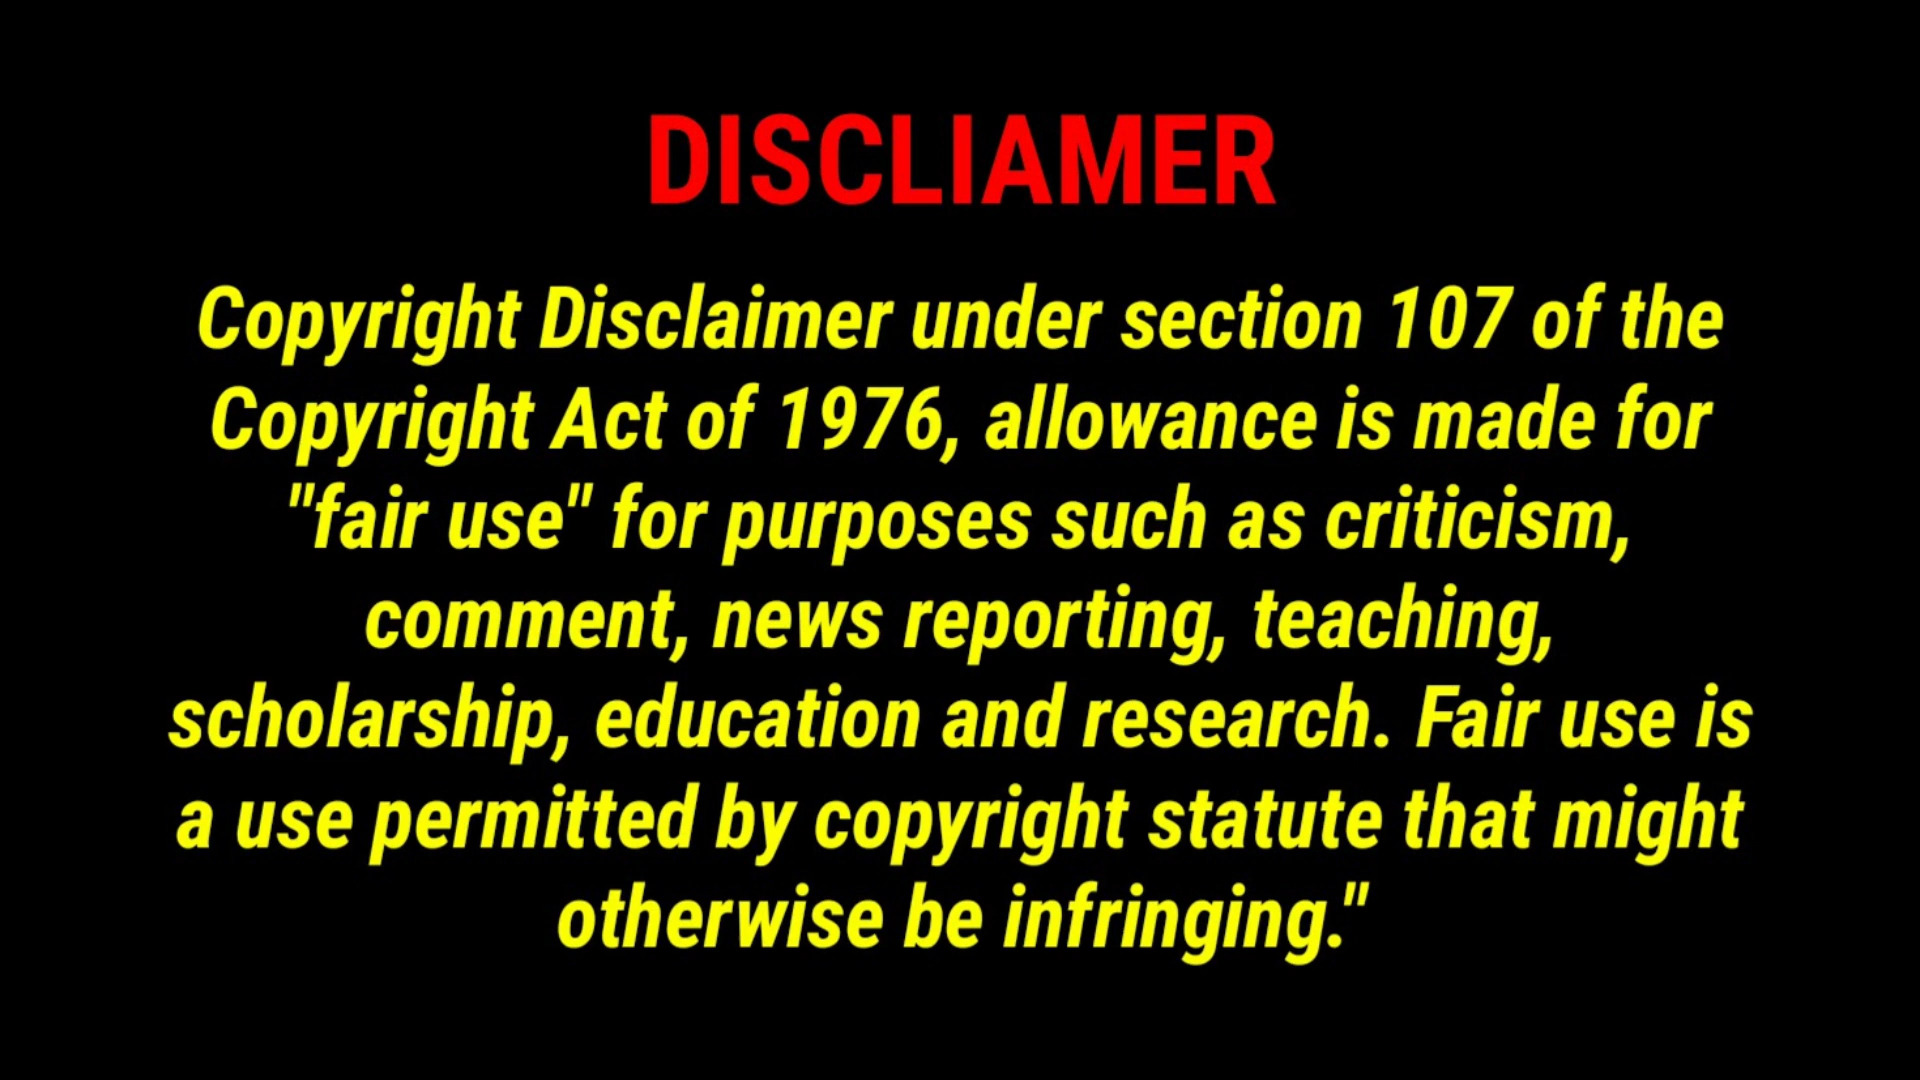 DISCLIAMER
Copyright Disclaimer under section 107 of the
Copyright Act of 1976, allowance is made for
"fair use" for purposes such as criticism,
comment, news reporting, teaching,
scholarship, education and research. Fair use is
a use permitted by copyright statute that might
otherwise be infringing."